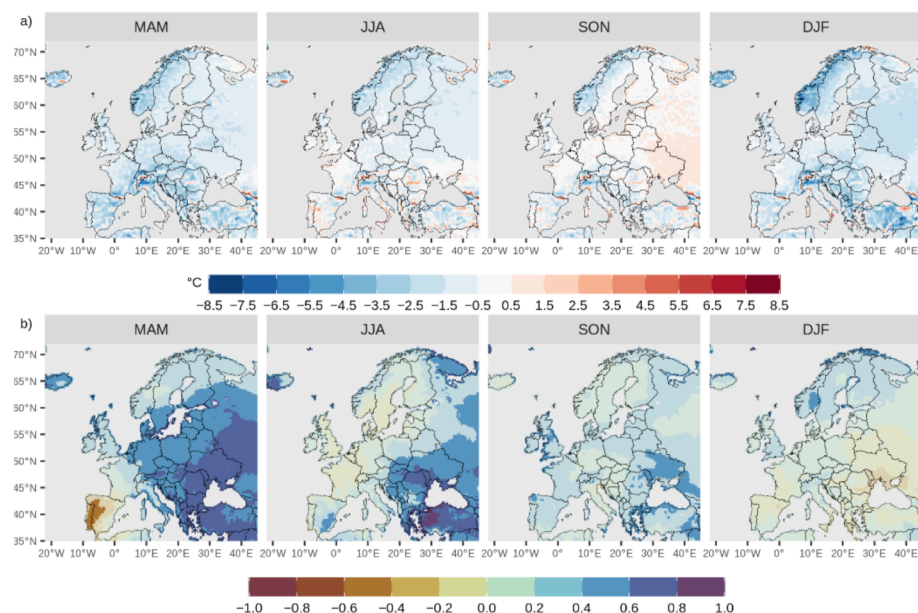 a)
MAM JJA SON DJF
70°N
65°N
60°N
55°N
50°N
45°N
40°N
35°N
20°W 10°W 0° 10°E 20°E 30°E 40°E 20°W 10°W 0° 10°E 20°E 30°E 40°E 20°W 10°W 0° 10°E 20°E 30°E 40°E 20°W 10°W 0° 10°E 20°E 30°E 40°E
°C
−8.5 −7.5 −6.5 −5.5 −4.5 −3.5 −2.5 −1.5 −0.5 0.5 1.5 2.5 3.5 4.5 5.5 6.5 7.5 8.5
b)
MAM JJA SON DJF
70°N
65°N
60°N
55°N
50°N
45°N
40°N
35°N
20°W 10°W 0° 10°E 20°E 30°E 40°E 20°W 10°W 0° 10°E 20°E 30°E 40°E 20°W 10°W 0° 10°E 20°E 30°E 40°E 20°W 10°W 0° 10°E 20°E 30°E 40°E
−1.0 −0.8 −0.6 −0.4 −0.2 0.0 0.2 0.4 0.6 0.8 1.0